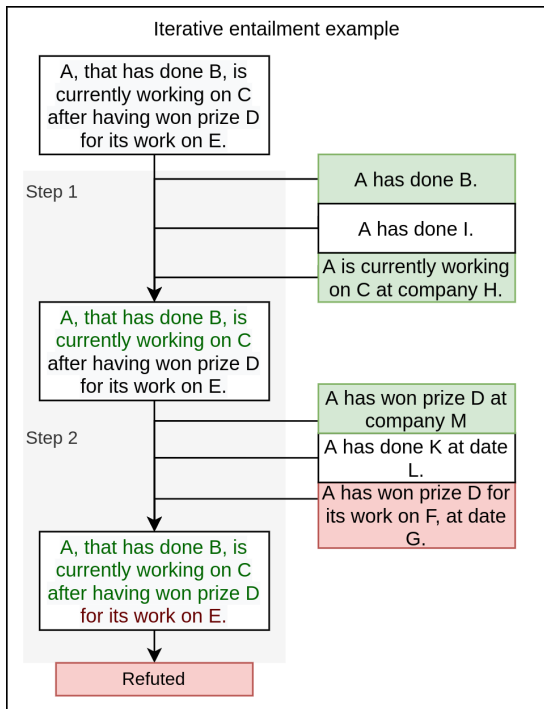 Iterative entailment example
A, that has done B, is
currently working on C
after having won prize D
for its work on E.
Step 1
A has done B.
A has done I.
A is currently working
on C at company H.
A, that has done B, is
currently working on C
after having won prize D
for its work on E.
Step 2
A has won prize D at
company M
A has done K at date
L.
A has won prize D for
its work on F, at date
G.
A, that has done B, is
currently working on C
after having won prize D
for its work on E.
Refuted